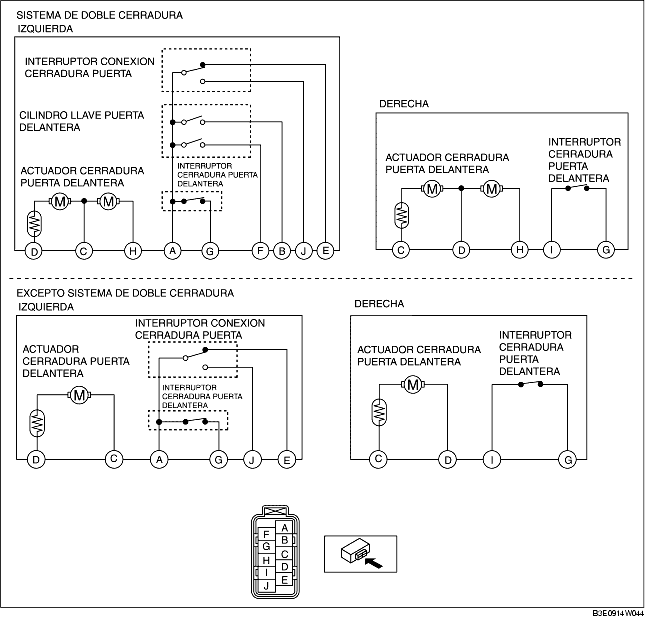 SISTEMA DE DOBLE CERRADURA
IZQUIERDA
INTERRUPTOR CONEXION
CERRADURA PUERTA
CILINDRO LLAVE PUERTA
DELANTERA
INTERRUPTOR
CERRADURA PUERTA
DELANTERA
ACTUADOR CERRADURA
PUERTA DELANTERA
M M
D C H A G F B J E
DERECHA
INTERRUPTOR
CERRADURA
PUERTA
DELANTERA
ACTUADOR CERRADURA
PUERTA DELANTERA
M M
C D H I G
EXCEPTO SISTEMA DE DOBLE CERRADURA
IZQUIERDA
INTERRUPTOR CONEXION
CERRADURA PUERTA
ACTUADOR
CERRADURA PUERTA
DELANTERA
INTERRUPTOR
CERRADURA PUERTA
DELANTERA
M
D C A G J E
DERECHA
INTERRUPTOR
CERRADURA
PUERTA
DELANTERA
ACTUADOR CERRADURA
PUERTA DELANTERA
M
C D I G
A
F B
G C
H D
I E
J
B3E0914W044